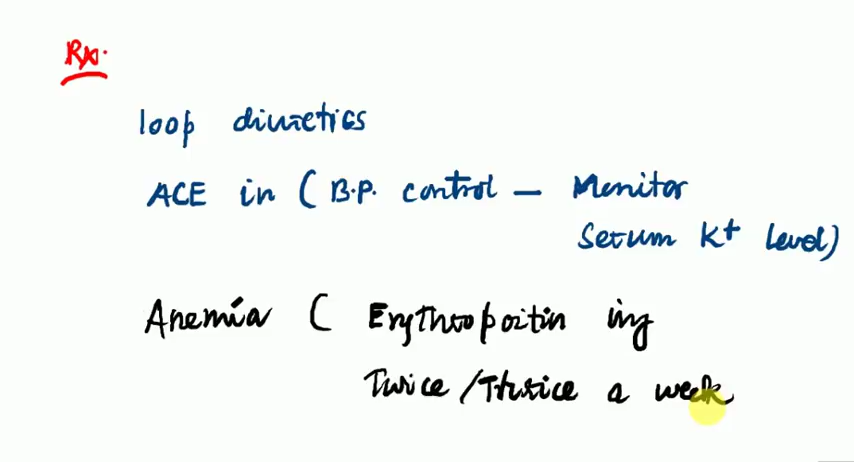 Rx.
loop diuretics
ACE in ( B.P. control — Monitor
Serum K+ level)
Anemia ( Erythropoitin inj
Twice / Thrice a week